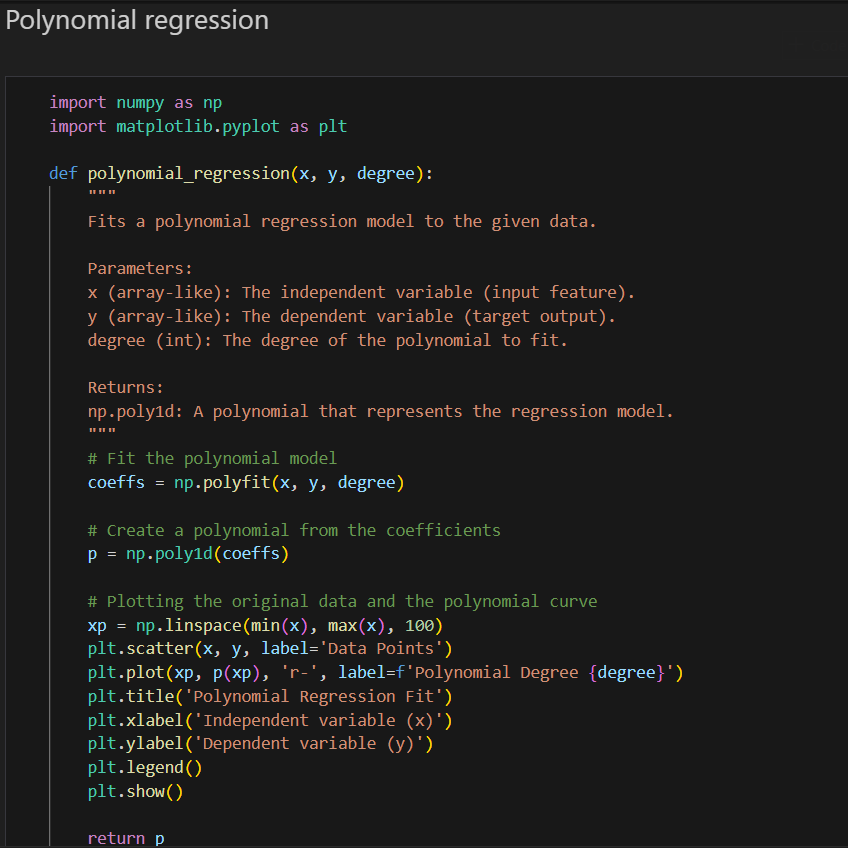 Polynomial regression
import numpy as np
import matplotlib.pyplot as plt
def polynomial_regression(x, y, degree):
"""
Fits a polynomial regression model to the given data.
Parameters:
x (array-like): The independent variable (input feature).
y (array-like): The dependent variable (target output).
degree (int): The degree of the polynomial to fit.
Returns:
np.poly1d: A polynomial that represents the regression model.
"""
# Fit the polynomial model
coeffs = np.polyfit(x, y, degree)
# Create a polynomial from the coefficients
p = np.poly1d(coeffs)
# Plotting the original data and the polynomial curve
xp = np.linspace(min(x), max(x), 100)
plt.scatter(x, y, label='Data Points')
plt.plot(xp, p(xp), 'r-', label=f'Polynomial Degree {degree}')
plt.title('Polynomial Regression Fit')
plt.xlabel('Independent variable (x)')
plt.ylabel('Dependent variable (y)')
plt.legend()
plt.show()
return p